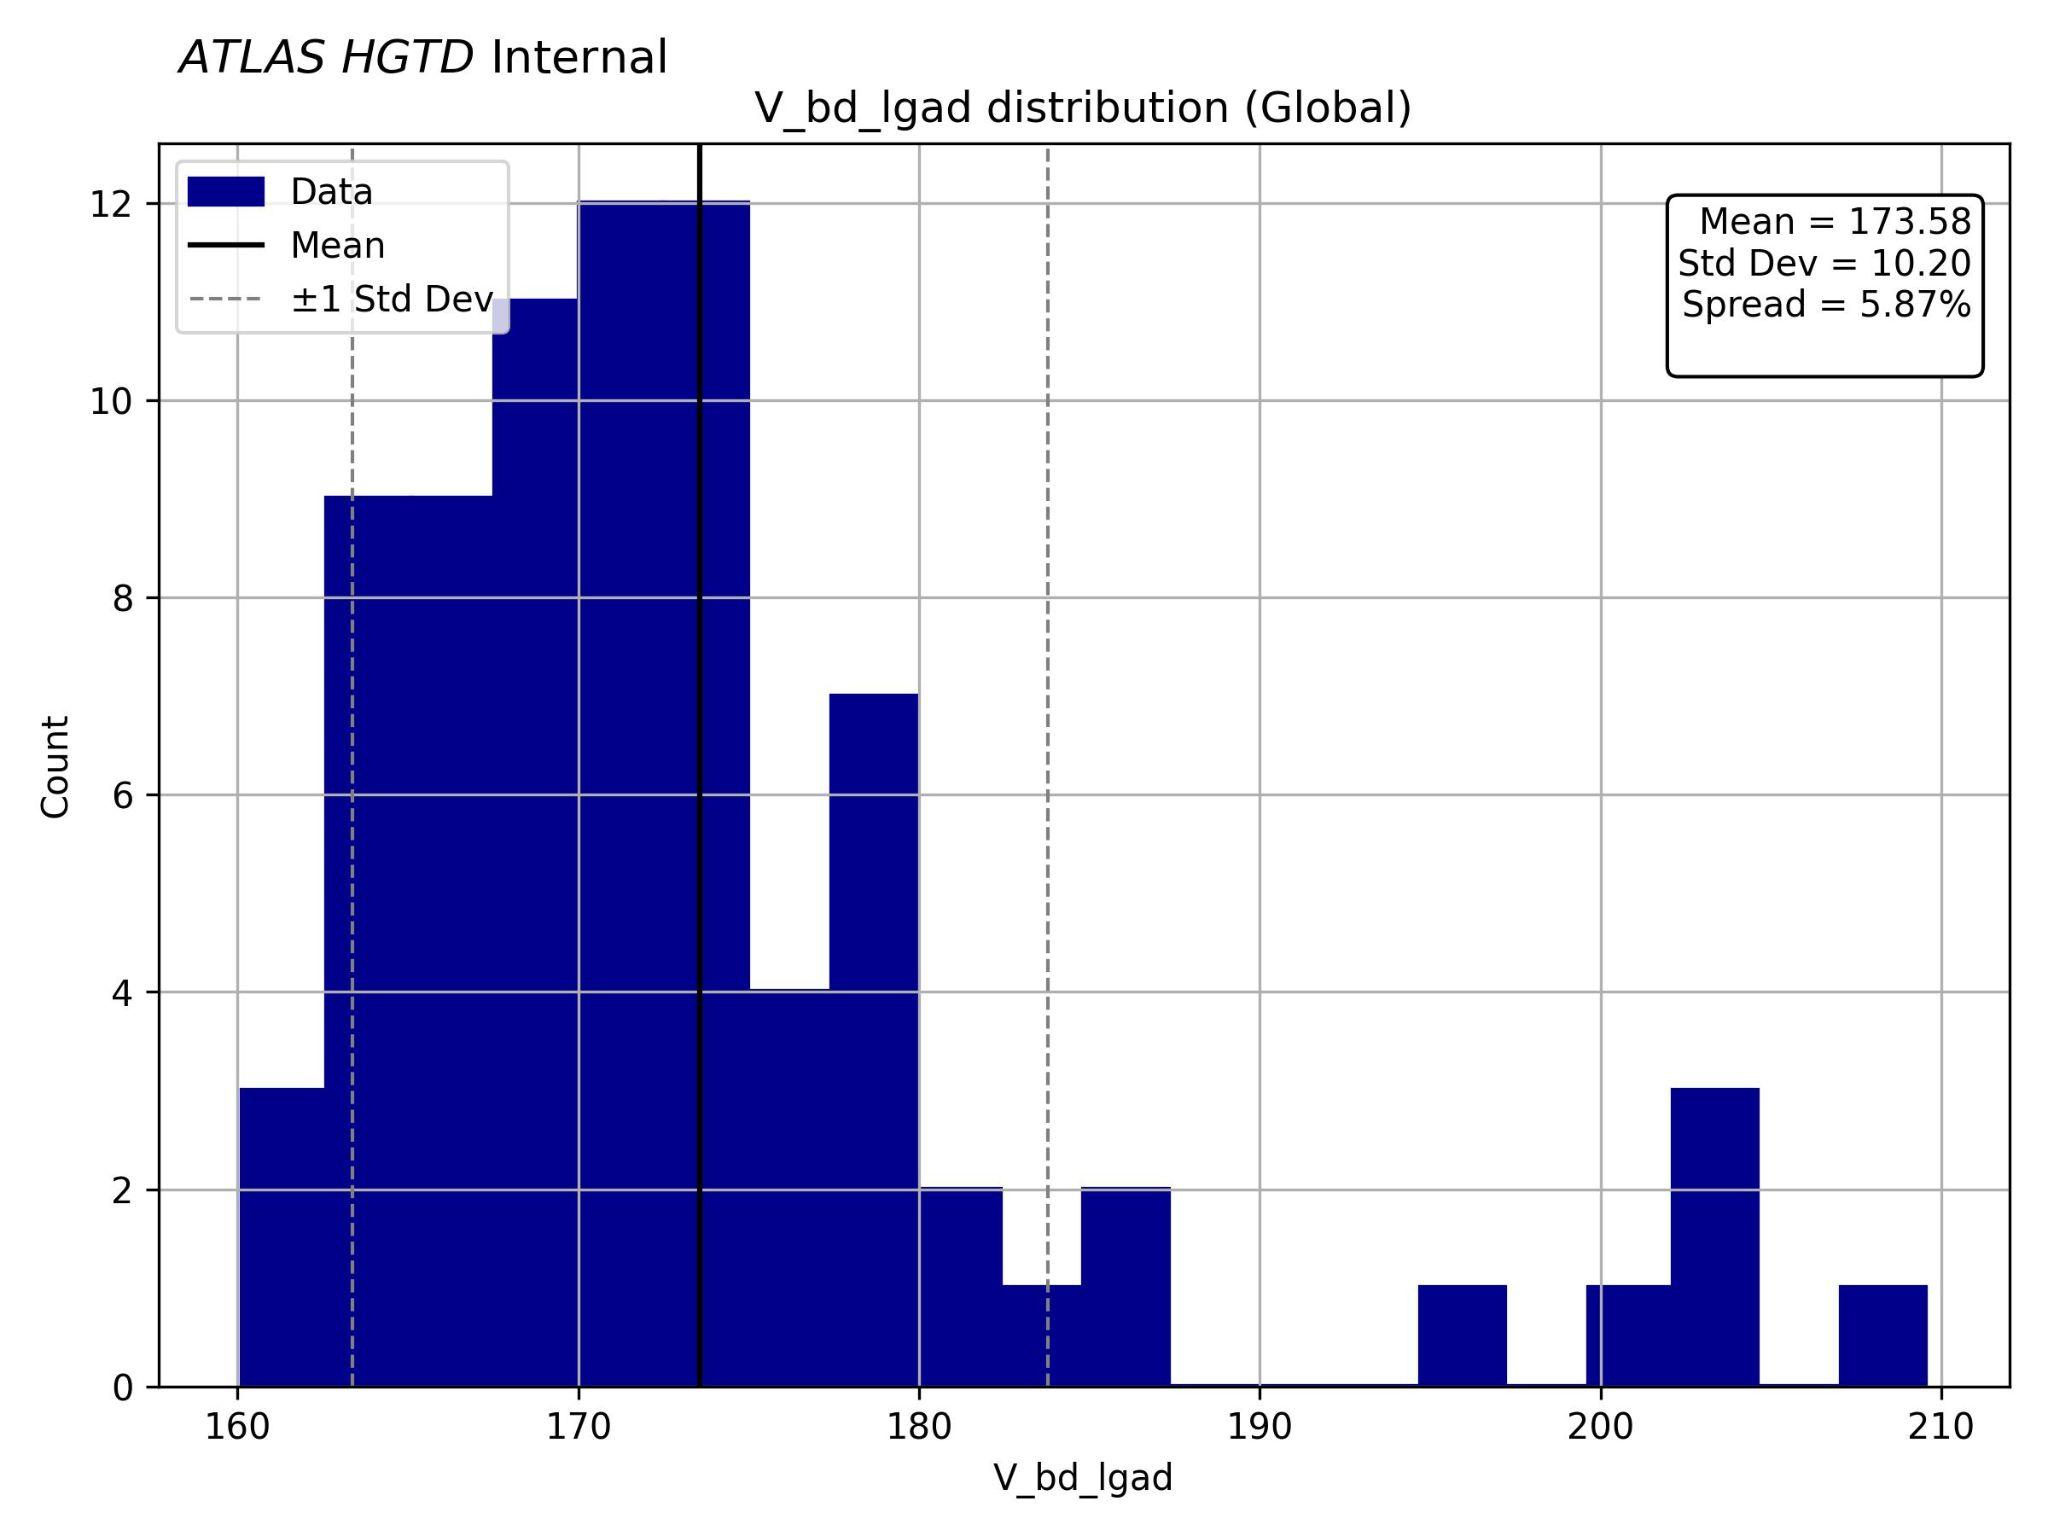 ATLAS HGTD Internal
V_bd_lgad distribution (Global)
Data
Mean
±1 Std Dev
Mean = 173.58
Std Dev = 10.20
Spread = 5.87%
12
10
8
6
4
2
0
Count
160 170 180 190 200 210
V_bd_lgad